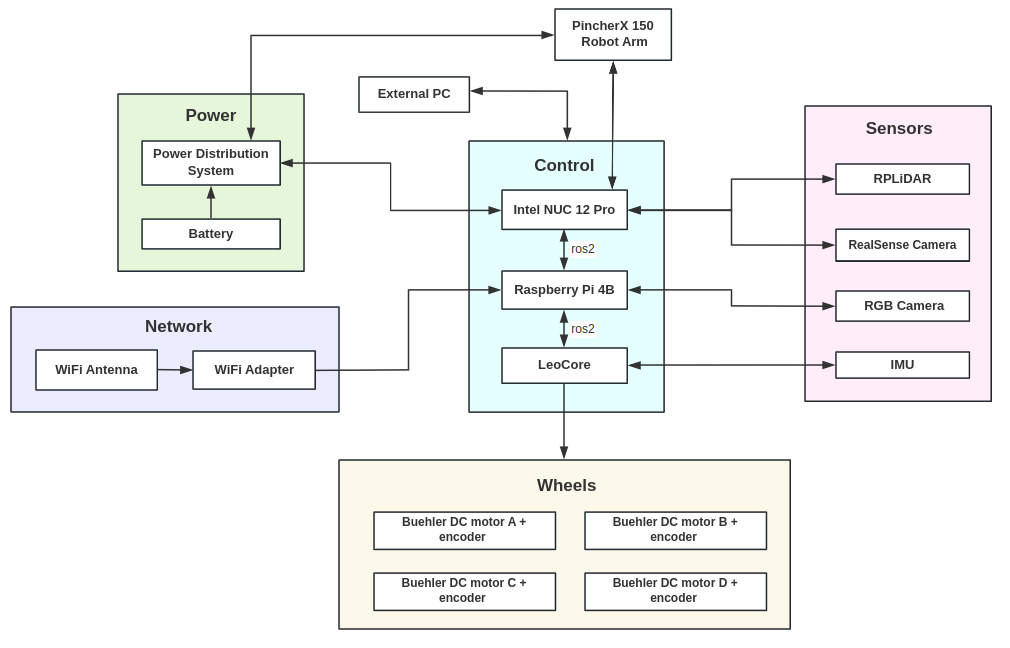 PincherX 150
Robot Arm
External PC
Power
Power Distribution
System
Battery
Control
Intel NUC 12 Pro
ros2
Raspberry Pi 4B
ros2
LeoCore
Sensors
RPLiDAR
RealSense Camera
RGB Camera
IMU
Network
WiFi Antenna
WiFi Adapter
Wheels
Buehler DC motor A +
encoder
Buehler DC motor B +
encoder
Buehler DC motor C +
encoder
Buehler DC motor D +
encoder